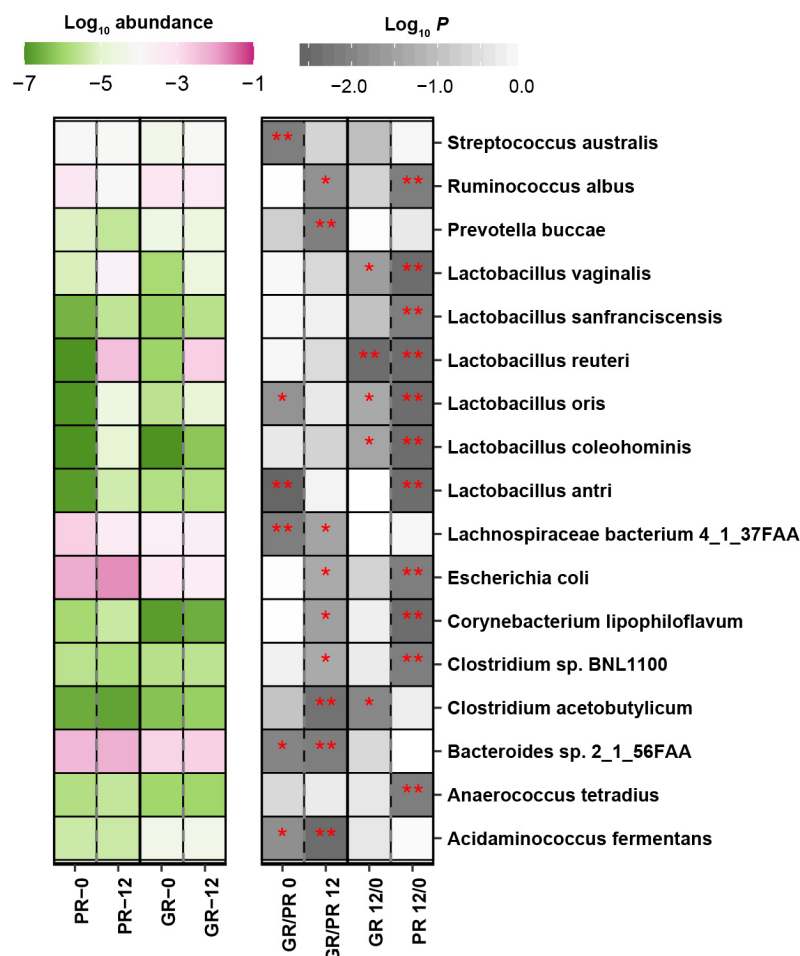 Log10 abundance
Log10 P
−7 −5 −3 −1
−2.0 −1.0 0.0
** Streptococcus australis
* ** Ruminococcus albus
** Prevotella buccae
* ** Lactobacillus vaginalis
** Lactobacillus sanfranciscensis
** ** Lactobacillus reuteri
* * ** Lactobacillus oris
* ** Lactobacillus coleohominis
** ** Lactobacillus antri
** * Lachnospiraceae bacterium 4_1_37FAA
* ** Escherichia coli
* ** Corynebacterium lipophiloflavum
* ** Clostridium sp. BNL1100
** * Clostridium acetobutylicum
* ** Bacteroides sp. 2_1_56FAA
** Anaerococcus tetradius
* ** Acidaminococcus fermentans
PR−0
PR−12
GR−0
GR−12
GR/PR 0
GR/PR 12
GR 12/0
PR 12/0